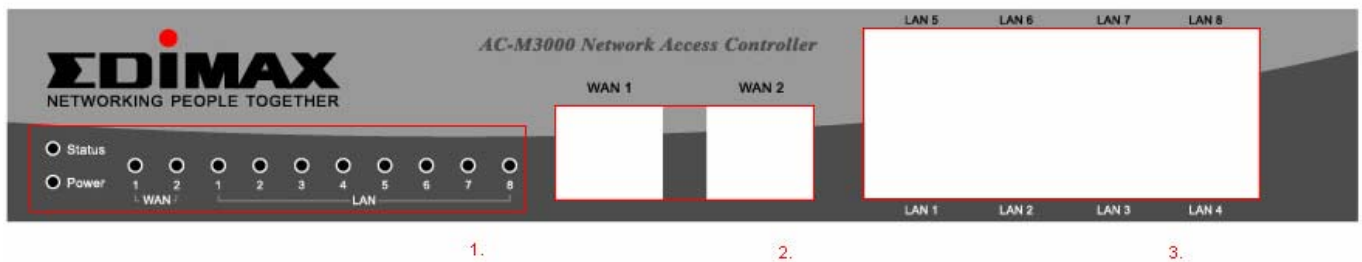 LAN 5 LAN 6 LAN 7 LAN 8
AC-M3000 Network Access Controller
EDIMAX
NETWORKING PEOPLE TOGETHER
WAN 1 WAN 2
Status
Power
1 2 1 2 3 4 5 6 7 8
WAN LAN
LAN 1 LAN 2 LAN 3 LAN 4
1. 2. 3.